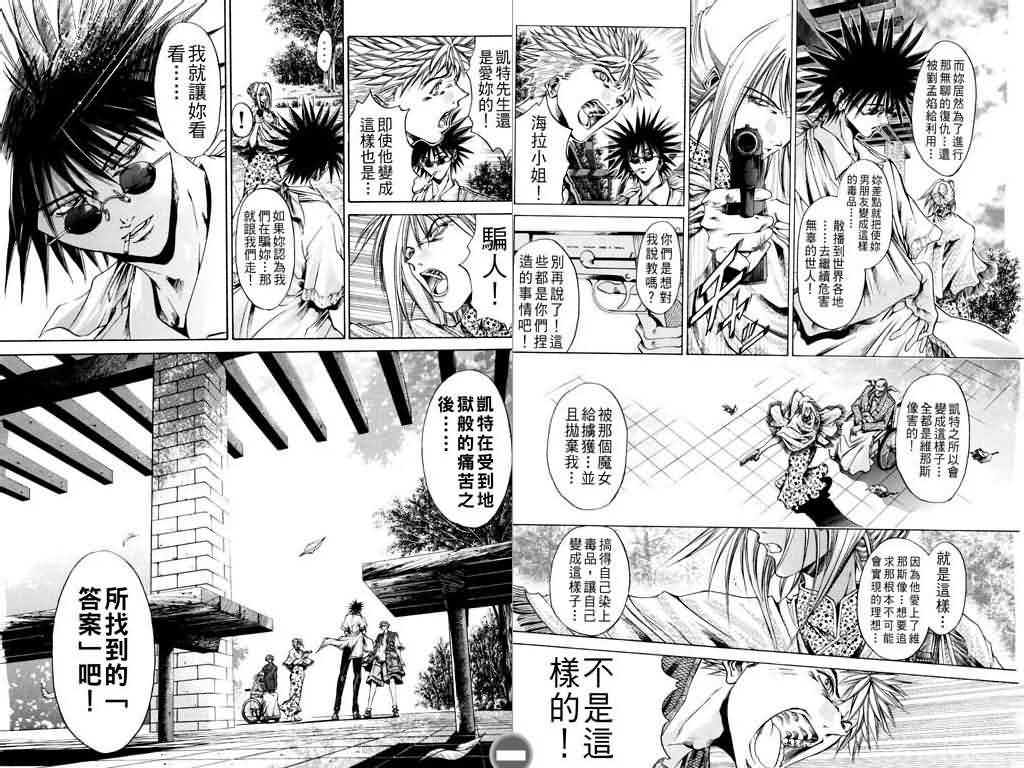 而妳居然為了進行
那無聊的復仇…還
被劉孟焰給利用…
妳差點就把使妳
男朋友變成這樣
的毒品…
散播到世界各地
……去繼續危害
無辜的世人！
你們是想對
我說教嗎？
別再說了！這
些都是你們捏
造的事情吧！
凱特之所以會
變成這樣子…
全都是維那斯
像害的！
被那個魔女
給擄獲…並
且拋棄我…
就是這樣…
因為他愛上了維
那斯像…想要追
求那根本不可能
會實現的理想…
搞得自己染上
毒品，讓自己
變成這樣子…
不是這
樣的！
海拉小姐！
凱特先生還
是愛妳的！
即使他變成
這樣也是…
騙人！
…
！
如果妳認為我
們在騙妳…那
就跟我們走！
我就讓妳看
看……
凱特在受到地
獄般的痛苦之
後……
所找到的「
答案」吧！